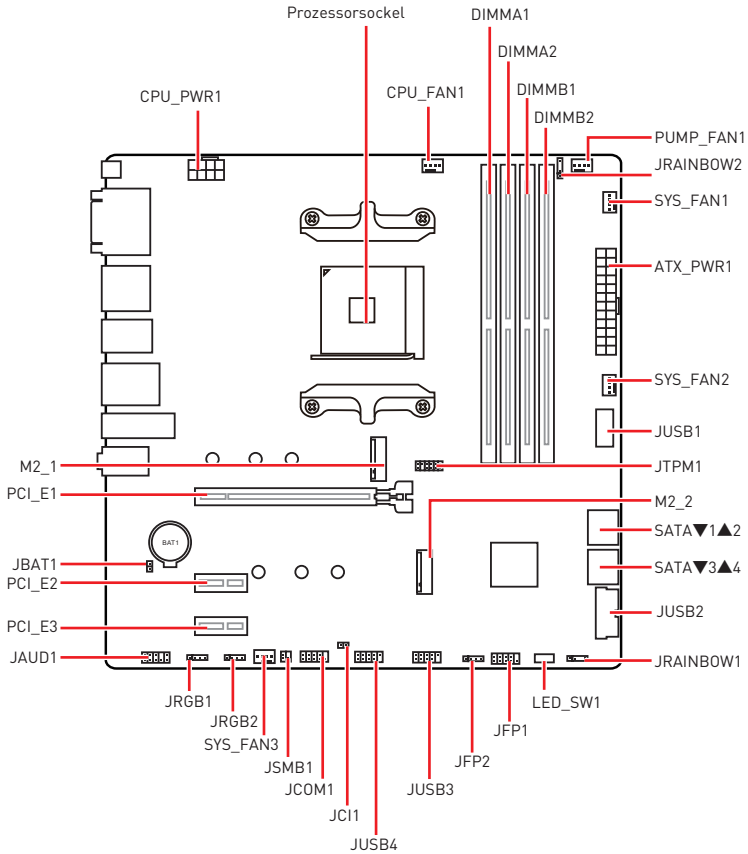 Prozessorsockel
DIMMA1
DIMMA2
CPU_PWR1
CPU_FAN1
DIMMB1
DIMMB2
PUMP_FAN1
JRAINBOW2
SYS_FAN1
ATX_PWR1
SYS_FAN2
JUSB1
M2_1
JTPM1
PCI_E1
M2_2
SATA▼1▲2
BAT1
JBAT1
SATA▼3▲4
PCI_E2
JUSB2
PCI_E3
JAUD1
JRAINBOW1
JRGB1
LED_SW1
JRGB2
JFP1
SYS_FAN3
JFP2
JSMB1
JUSB3
JCOM1
JCI1
JUSB4